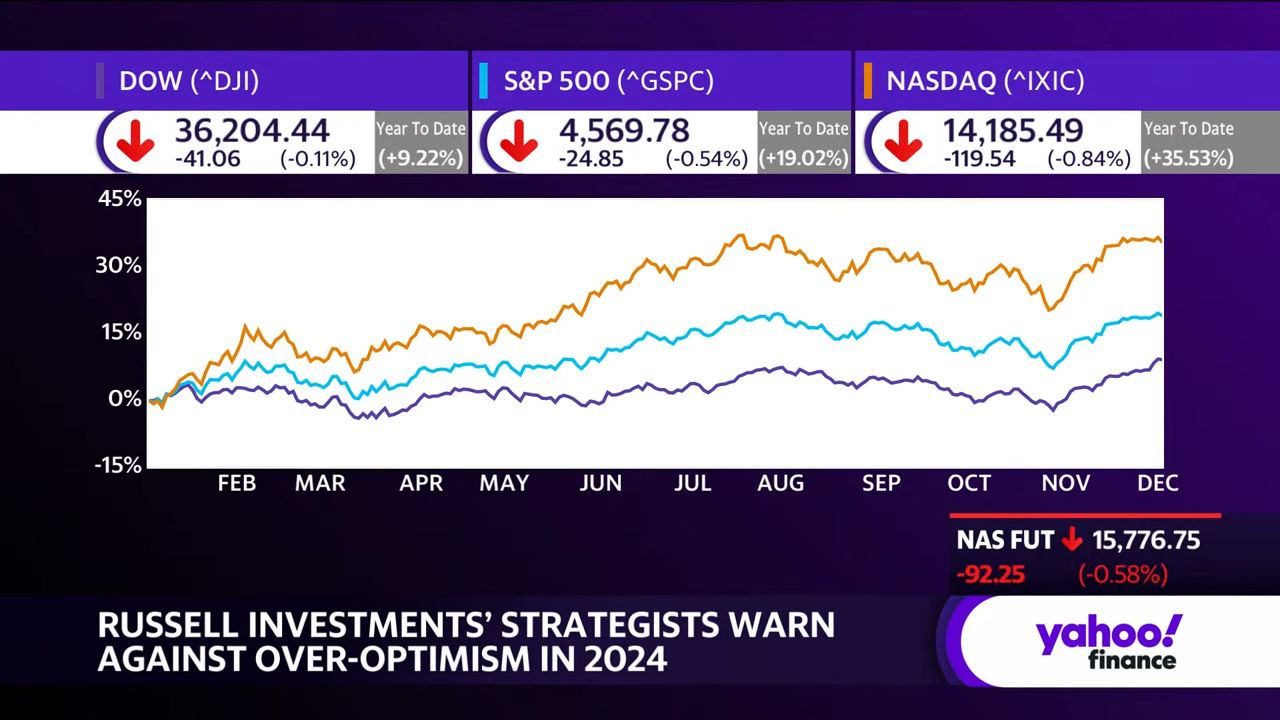 DOW (^DJI)
36,204.44
-41.06 (-0.11%)
Year To Date
(+9.22%)
S&P 500 (^GSPC)
4,569.78
-24.85 (-0.54%)
Year To Date
(+19.02%)
NASDAQ (^IXIC)
14,185.49
-119.54 (-0.84%)
Year To Date
(+35.53%)
45%
30%
15%
0%
-15%
FEB MAR APR MAY JUN JUL AUG SEP OCT NOV DEC
NAS FUT 15,776.75
-92.25 (-0.58%)
RUSSELL INVESTMENTS’ STRATEGISTS WARN
AGAINST OVER-OPTIMISM IN 2024
yahoo!
finance